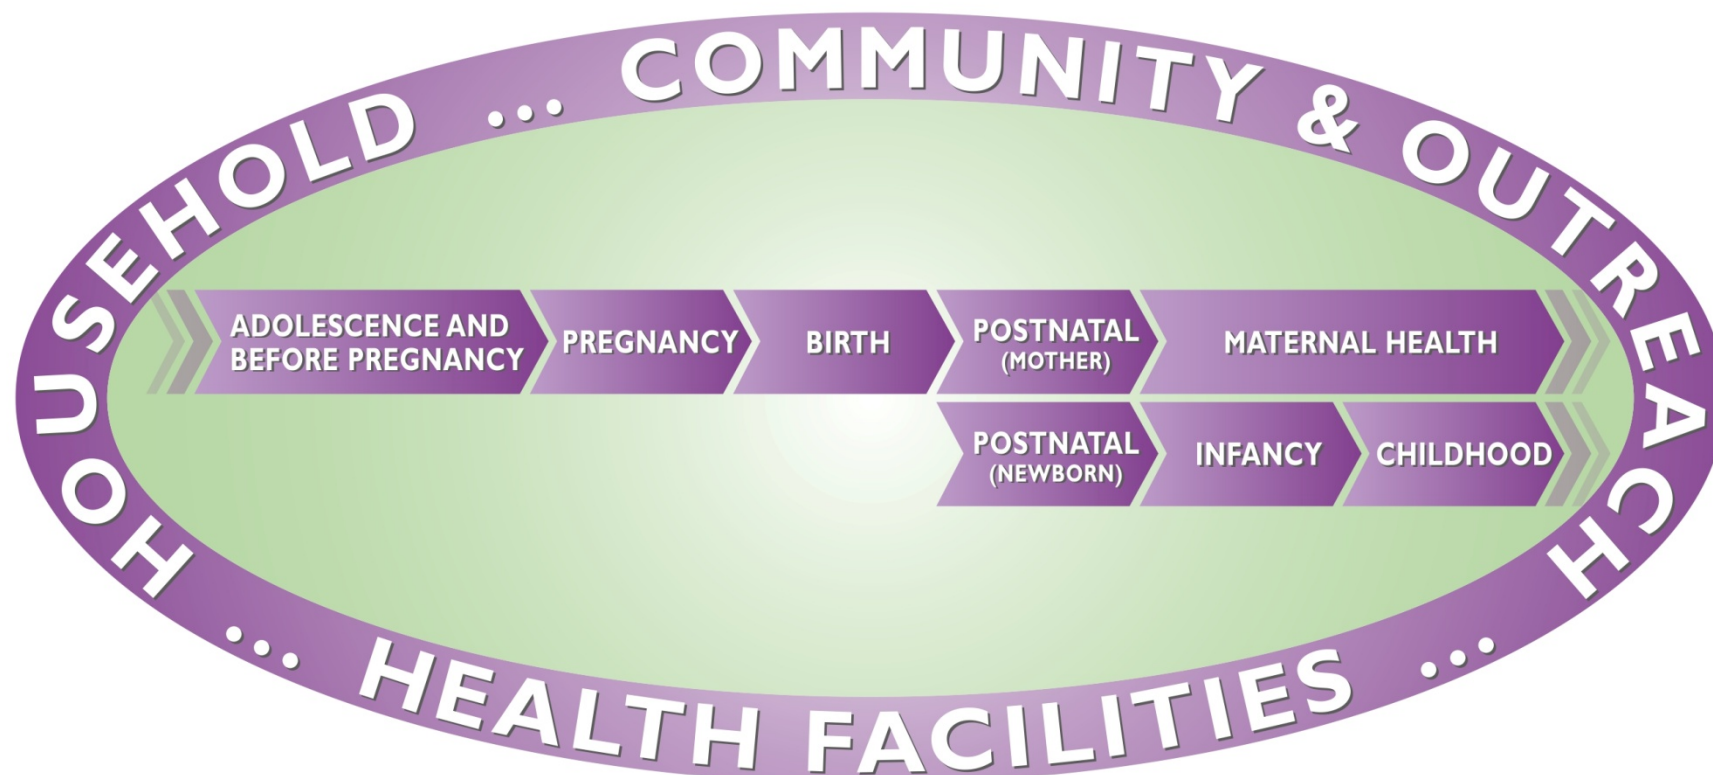 HOUSEHOLD ... COMMUNITY & OUTREACH ... HEALTH FACILITIES ...
ADOLESCENCE AND
BEFORE PREGNANCY
PREGNANCY
BIRTH
POSTNATAL
(MOTHER)
MATERNAL HEALTH
POSTNATAL
(NEWBORN)
INFANCY
CHILDHOOD